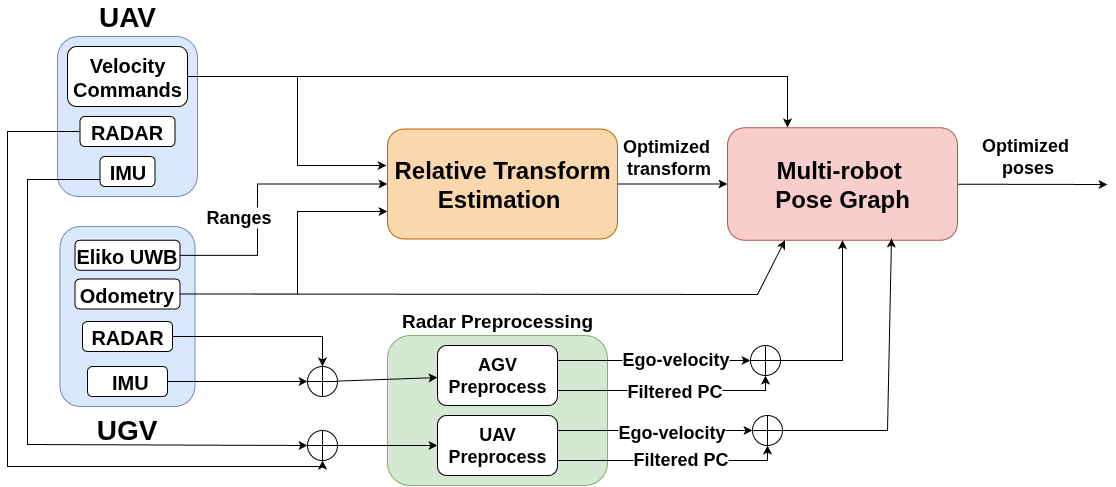 UAV
Velocity
Commands
RADAR
IMU
Ranges
Eliko UWB
Odometry
RADAR
IMU
UGV
Relative Transform
Estimation
Optimized
transform
Multi-robot
Pose Graph
Optimized
poses
Radar Preprocessing
AGV
Preprocess
Ego-velocity
Filtered PC
UAV
Preprocess
Ego-velocity
Filtered PC